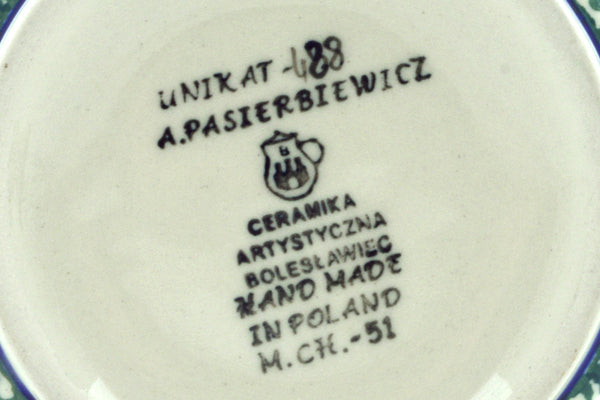 UNIKAT -488
A.PASIERBIEWICZ
B
CERAMIKA
ARTYSTYCZNA
BOLESŁAWIEC
HAND MADE
IN POLAND
M.CH.-51